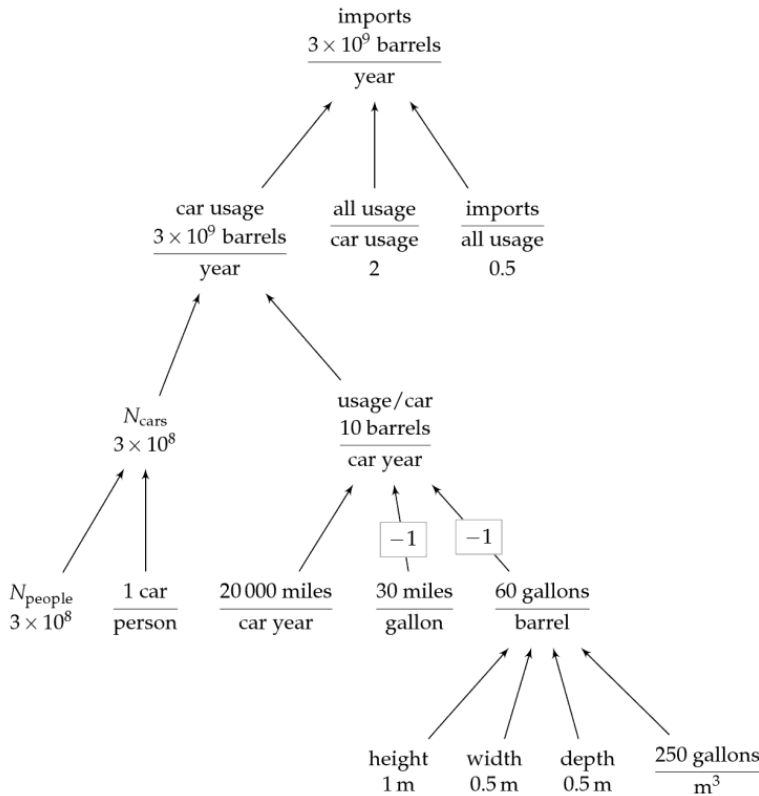 imports
3 × 10⁹ barrels
year
car usage
3 × 10⁹ barrels
year
all usage
car usage
2
imports
all usage
0.5
N_cars
3 × 10⁸
usage/car
10 barrels
car year
−1
−1
N_people
3 × 10⁸
1 car
person
20 000 miles
car year
30 miles
gallon
60 gallons
barrel
height
1 m
width
0.5 m
depth
0.5 m
250 gallons
m³